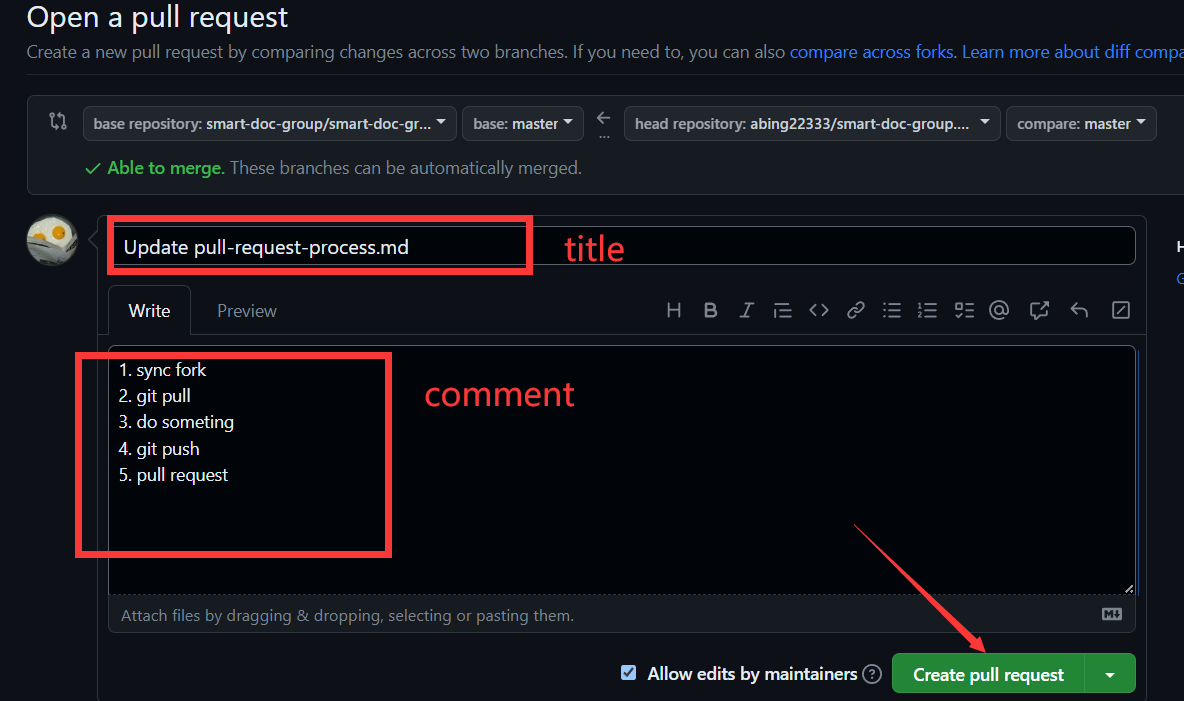 Open a pull request
Create a new pull request by comparing changes across two branches. If you need to, you can also compare across forks. Learn more about diff compa
base repository: smart-doc-group/smart-doc-gr... base: master ... head repository: abing22333/smart-doc-group.... compare: master
Able to merge. These branches can be automatically merged.
Update pull-request-process.md title
Write Preview
1. sync fork
2. git pull
3. do someting
4. git push
5. pull request
comment
Attach files by dragging & dropping, selecting or pasting them.
Allow edits by maintainers Create pull request